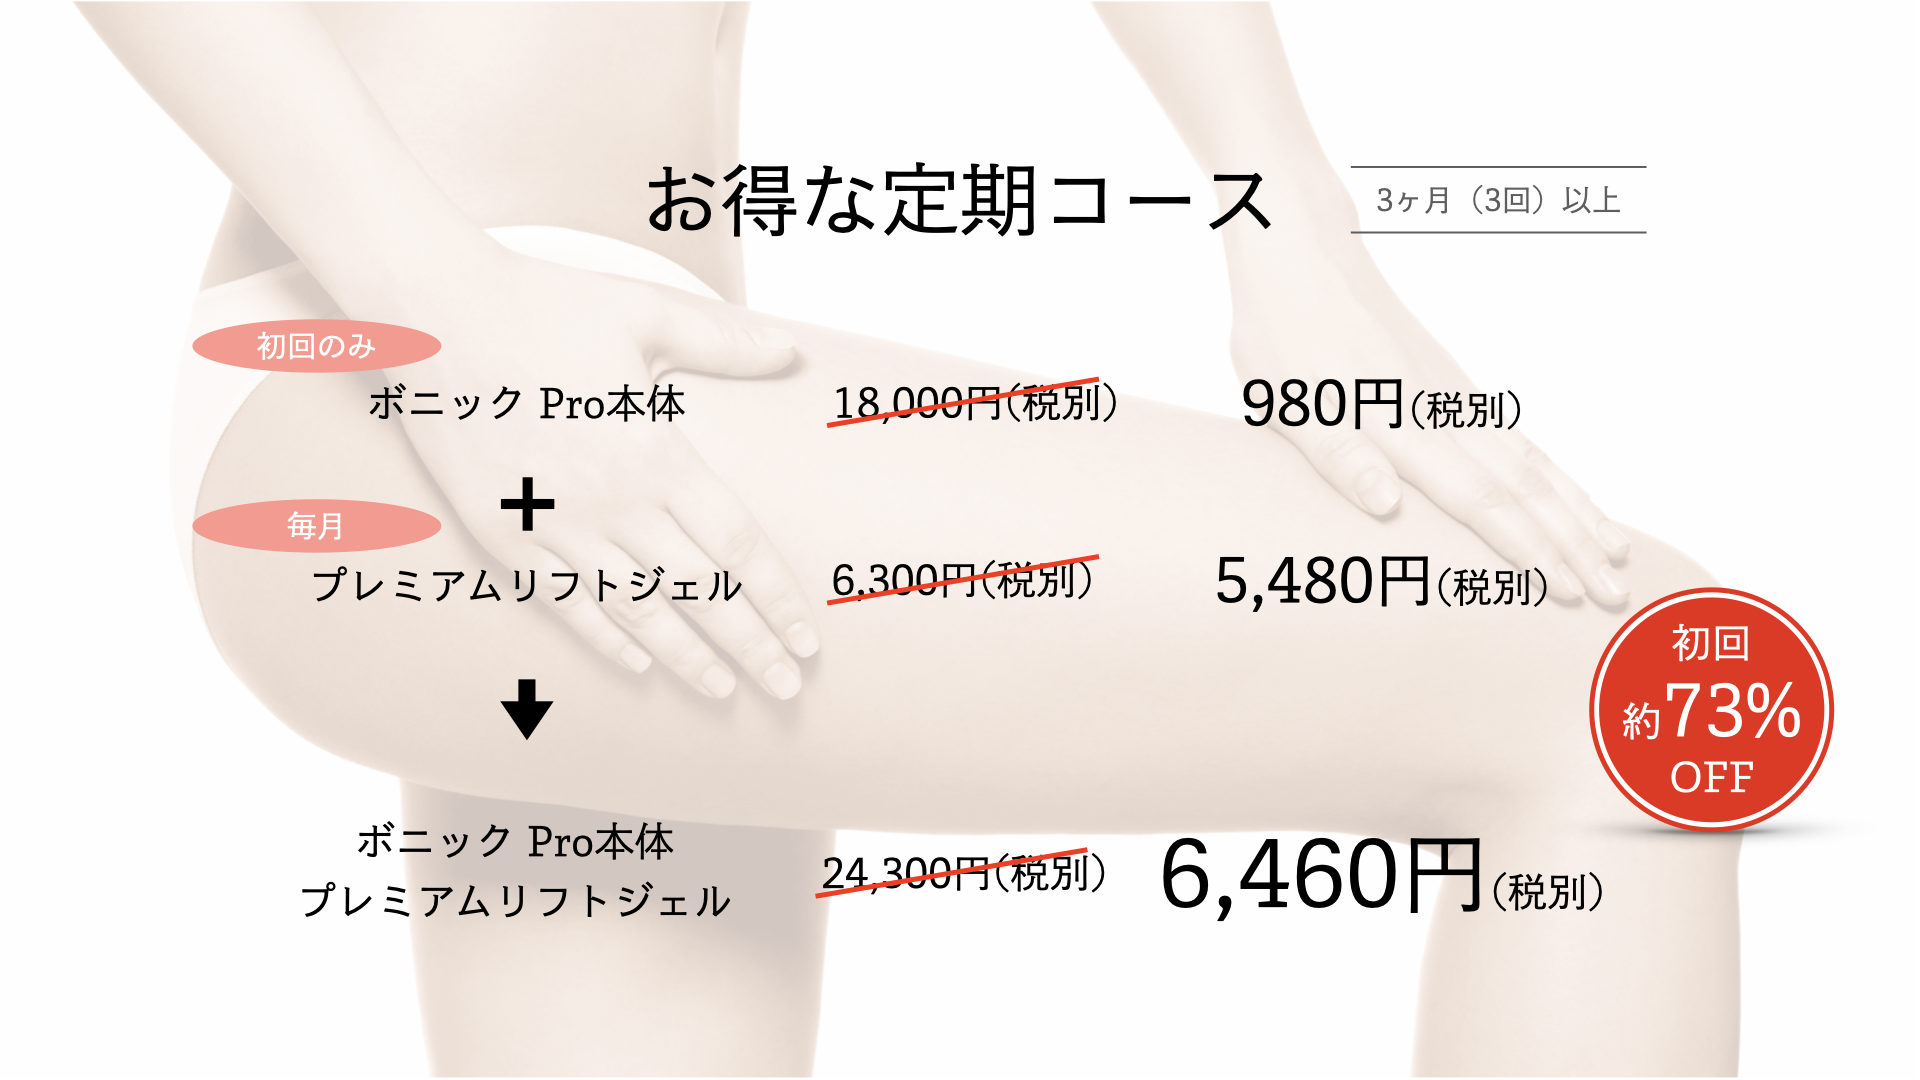 お得な定期コース
3ヶ月（3回）以上
初回のみ
ボニック Pro本体
18,000円(税別)
980円(税別)
+
毎月
プレミアムリフトジェル
6,300円(税別)
5,480円(税別)
初回
約73%
OFF
ボニック Pro本体
プレミアムリフトジェル
24,300円(税別)
6,460円(税別)